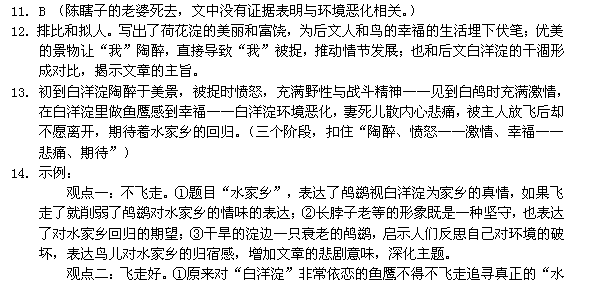 11. B (陈瞎子的老婆死去，文中没有证据表明与环境恶化相关。)
12. 排比和拟人。写出了荷花淀的美丽和富饶，为后文人和鸟的幸福的生活埋下伏笔；优美
的景物让“我”陶醉，直接导致“我”被捉，推动情节发展；也和后文白洋淀的干涸形
成对比，揭示文章的主旨。
13. 初到白洋淀陶醉于美景，被捉时愤怒，充满野性与战斗精神——见到白鸬时充满激情，
在白洋淀里做鱼鹰感到幸福——白洋淀环境恶化，妻死儿散内心悲痛，被主人放飞后却
不愿离开，期待着水家乡的回归。(三个阶段，扣住“陶醉、愤怒——激情、幸福——
悲痛、期待”)
14. 示例：
观点一：不飞走。①题目“水家乡”，表达了鸬鹚视白洋淀为家乡的真情，如果飞
走了就削弱了鸬鹚对水家乡的情味的表达；②长脖子老等的形象既是一种坚守，也表达
了对水家乡回归的期望；③干旱的淀边一只衰老的鸬鹚，启示人们反思自己对环境的破
坏，表达鸟儿对水家乡的归宿感，增加文章的悲剧意味，深化主题。
观点二：飞走好。①原来对“白洋淀”非常依恋的鱼鹰不得不飞走追寻真正的“水